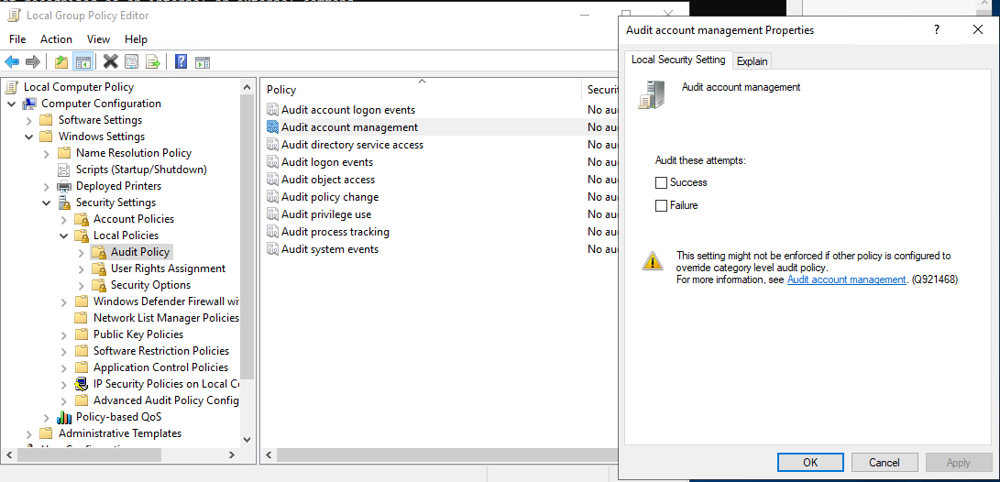 Local Group Policy Editor
File Action View Help
Local Computer Policy
Computer Configuration
Software Settings
Windows Settings
Name Resolution Policy
Scripts (Startup/Shutdown)
Deployed Printers
Security Settings
Account Policies
Local Policies
Audit Policy
User Rights Assignment
Security Options
Windows Defender Firewall wi
Network List Manager Policies
Public Key Policies
Software Restriction Policies
Application Control Policies
IP Security Policies on Local C
Advanced Audit Policy Config
Policy-based QoS
Administrative Templates
Policy Securi
Audit account logon events No au
Audit account management No au
Audit directory service access No au
Audit logon events No au
Audit object access No au
Audit policy change No au
Audit privilege use No au
Audit process tracking No au
Audit system events No au
Audit account management Properties
Local Security Setting Explain
Audit account management
Audit these attempts:
Success
Failure
This setting might not be enforced if other policy is configured to
override category level audit policy.
For more information, see Audit account management. (Q921468)
OK Cancel Apply